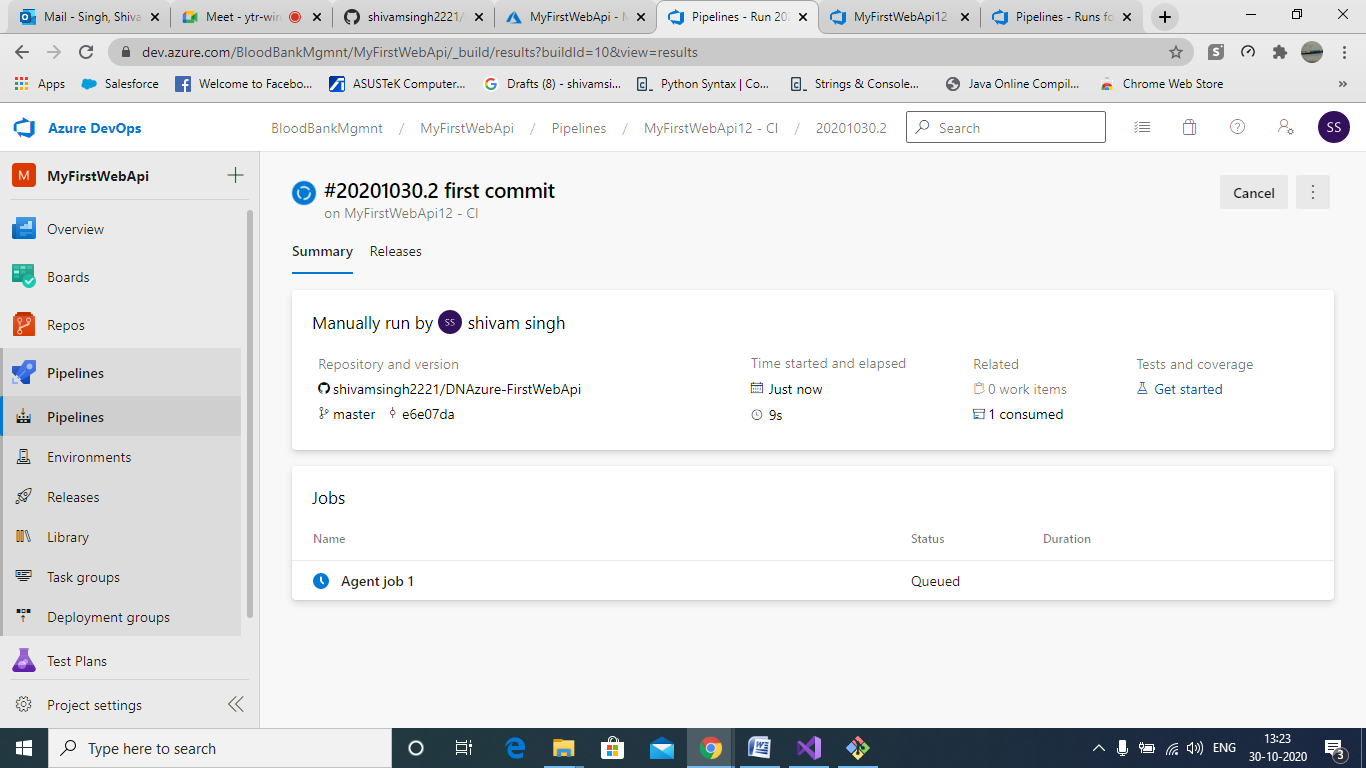 Mail - Singh, Shiva
Meet - ytr-wir
shivamsingh2221/
MyFirstWebApi - M
Pipelines - Run 202
MyFirstWebApi12
Pipelines - Runs fo
dev.azure.com/BloodBankMgmnt/MyFirstWebApi/_build/results?buildId=10&view=results
Apps
Salesforce
Welcome to Facebo...
ASUSTeK Computer...
Drafts (8) - shivamsi...
Python Syntax | Co...
Strings & Console...
Java Online Compil...
Chrome Web Store
»
Azure DevOps
BloodBankMgmnt / MyFirstWebApi / Pipelines / MyFirstWebApi12 - CI / 20201030.2
Search
SS
M MyFirstWebApi
Overview
Boards
Repos
Pipelines
Pipelines
Environments
Releases
Library
Task groups
Deployment groups
Test Plans
Project settings
#20201030.2 first commit
on MyFirstWebApi12 - CI
Cancel
Summary Releases
Manually run by SS shivam singh
Repository and version
shivamsingh2221/DNAzure-FirstWebApi
master e6e07da
Time started and elapsed
Just now
9s
Related
0 work items
1 consumed
Tests and coverage
Get started
Jobs
Name Status Duration
Agent job 1 Queued
Type here to search
ENG
13:23
30-10-2020
3